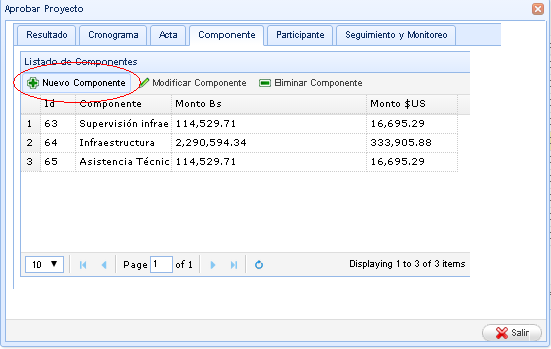 Aprobar Proyecto
Resultado Cronograma Acta Componente Participante Seguimiento y Monitoreo
Listado de Componentes
Nuevo Componente Modificar Componente Eliminar Componente
Id Componente Monto Bs Monto $US
1 63 Supervisión infrae 114,529.71 16,695.29
2 64 Infraestructura 2,290,594.34 333,905.88
3 65 Asistencia Técnic 114,529.71 16,695.29
10 Page 1 of 1 Displaying 1 to 3 of 3 items
Salir